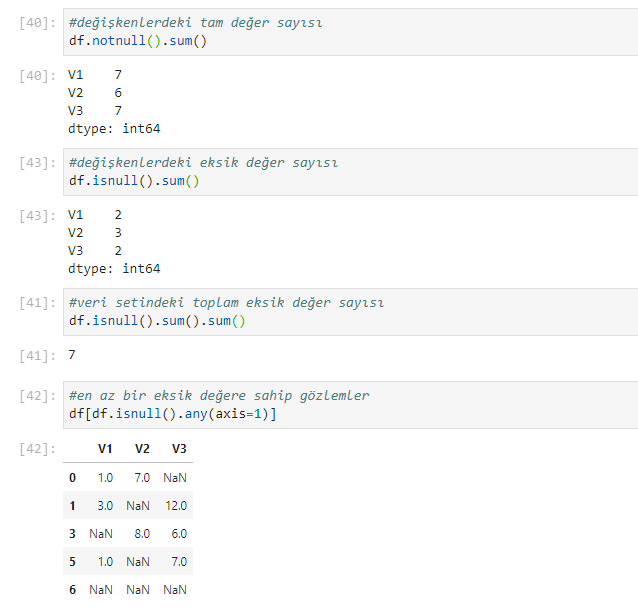 [40]: #değişkenlerdeki tam değer sayısı
df.notnull().sum()
[40]: V1    7
V2    6
V3    7
dtype: int64
[43]: #değişkenlerdeki eksik değer sayısı
df.isnull().sum()
[43]: V1    2
V2    3
V3    2
dtype: int64
[41]: #veri setindeki toplam eksik değer sayısı
df.isnull().sum().sum()
[41]: 7
[42]: #en az bir eksik değere sahip gözlemler
df[df.isnull().any(axis=1)]
[42]: V1 V2 V3
0 1.0 7.0 NaN
1 3.0 NaN 12.0
3 NaN 8.0 6.0
5 1.0 NaN 7.0
6 NaN NaN NaN